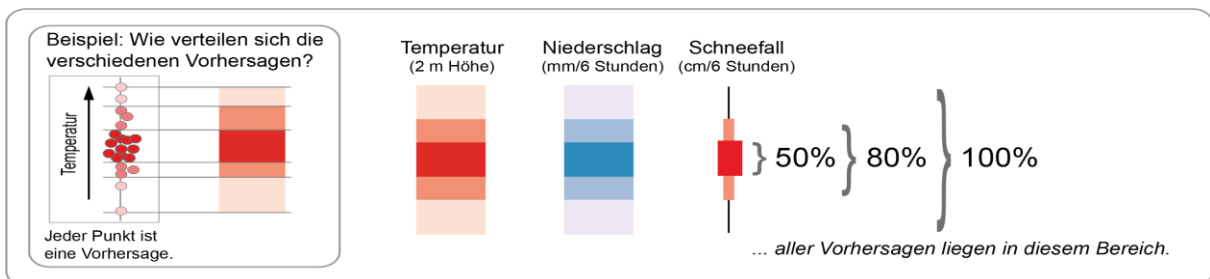 Beispiel: Wie verteilen sich die
verschiedenen Vorhersagen?
Temperatur
Jeder Punkt ist
eine Vorhersage.
Temperatur
(2 m Höhe)
Niederschlag
(mm/6 Stunden)
Schneefall
(cm/6 Stunden)
50%
80%
100%
... aller Vorhersagen liegen in diesem Bereich.